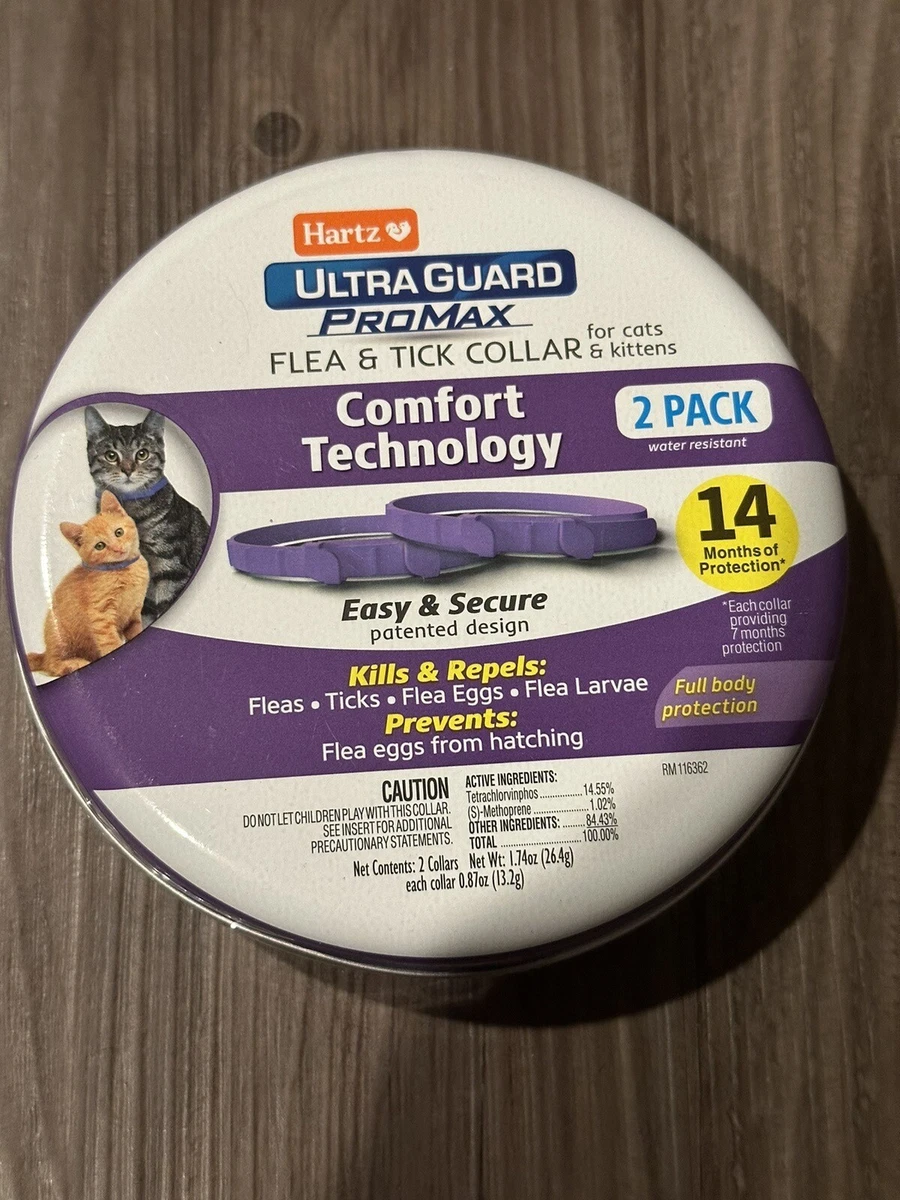 Hartz
ULTRA GUARD
PROMAX
FLEA & TICK COLLAR for cats & kittens
Comfort
Technology
2 PACK
water resistant
14
Months of
Protection*
*Each collar
providing
7 months
protection
Easy & Secure
patented design
Kills & Repels:
Fleas • Ticks • Flea Eggs • Flea Larvae
Prevents:
Flea eggs from hatching
Full body
protection
RM 116362
CAUTION
DO NOT LET CHILDREN PLAY WITH THIS COLLAR.
SEE INSERT FOR ADDITIONAL
PRECAUTIONARY STATEMENTS.
ACTIVE INGREDIENTS:
Tetrachlorvinphos ............... 14.55%
(S)-Methoprene ................. 1.02%
OTHER INGREDIENTS: ....... 84.43%
TOTAL ............................ 100.00%
Net Contents: 2 Collars Net Wt: 1.74oz (26.4g)
each collar 0.87oz (13.2g)